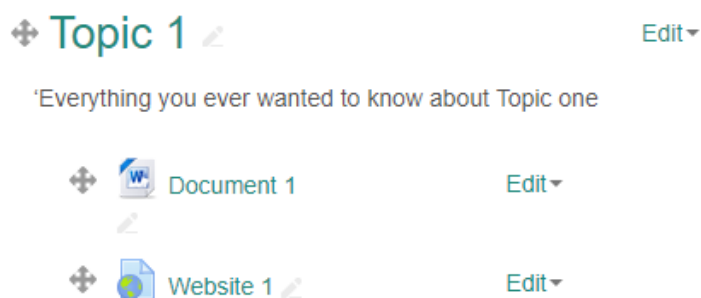 Topic 1 Edit
‘Everything you ever wanted to know about Topic one
Document 1 Edit
Website 1 Edit